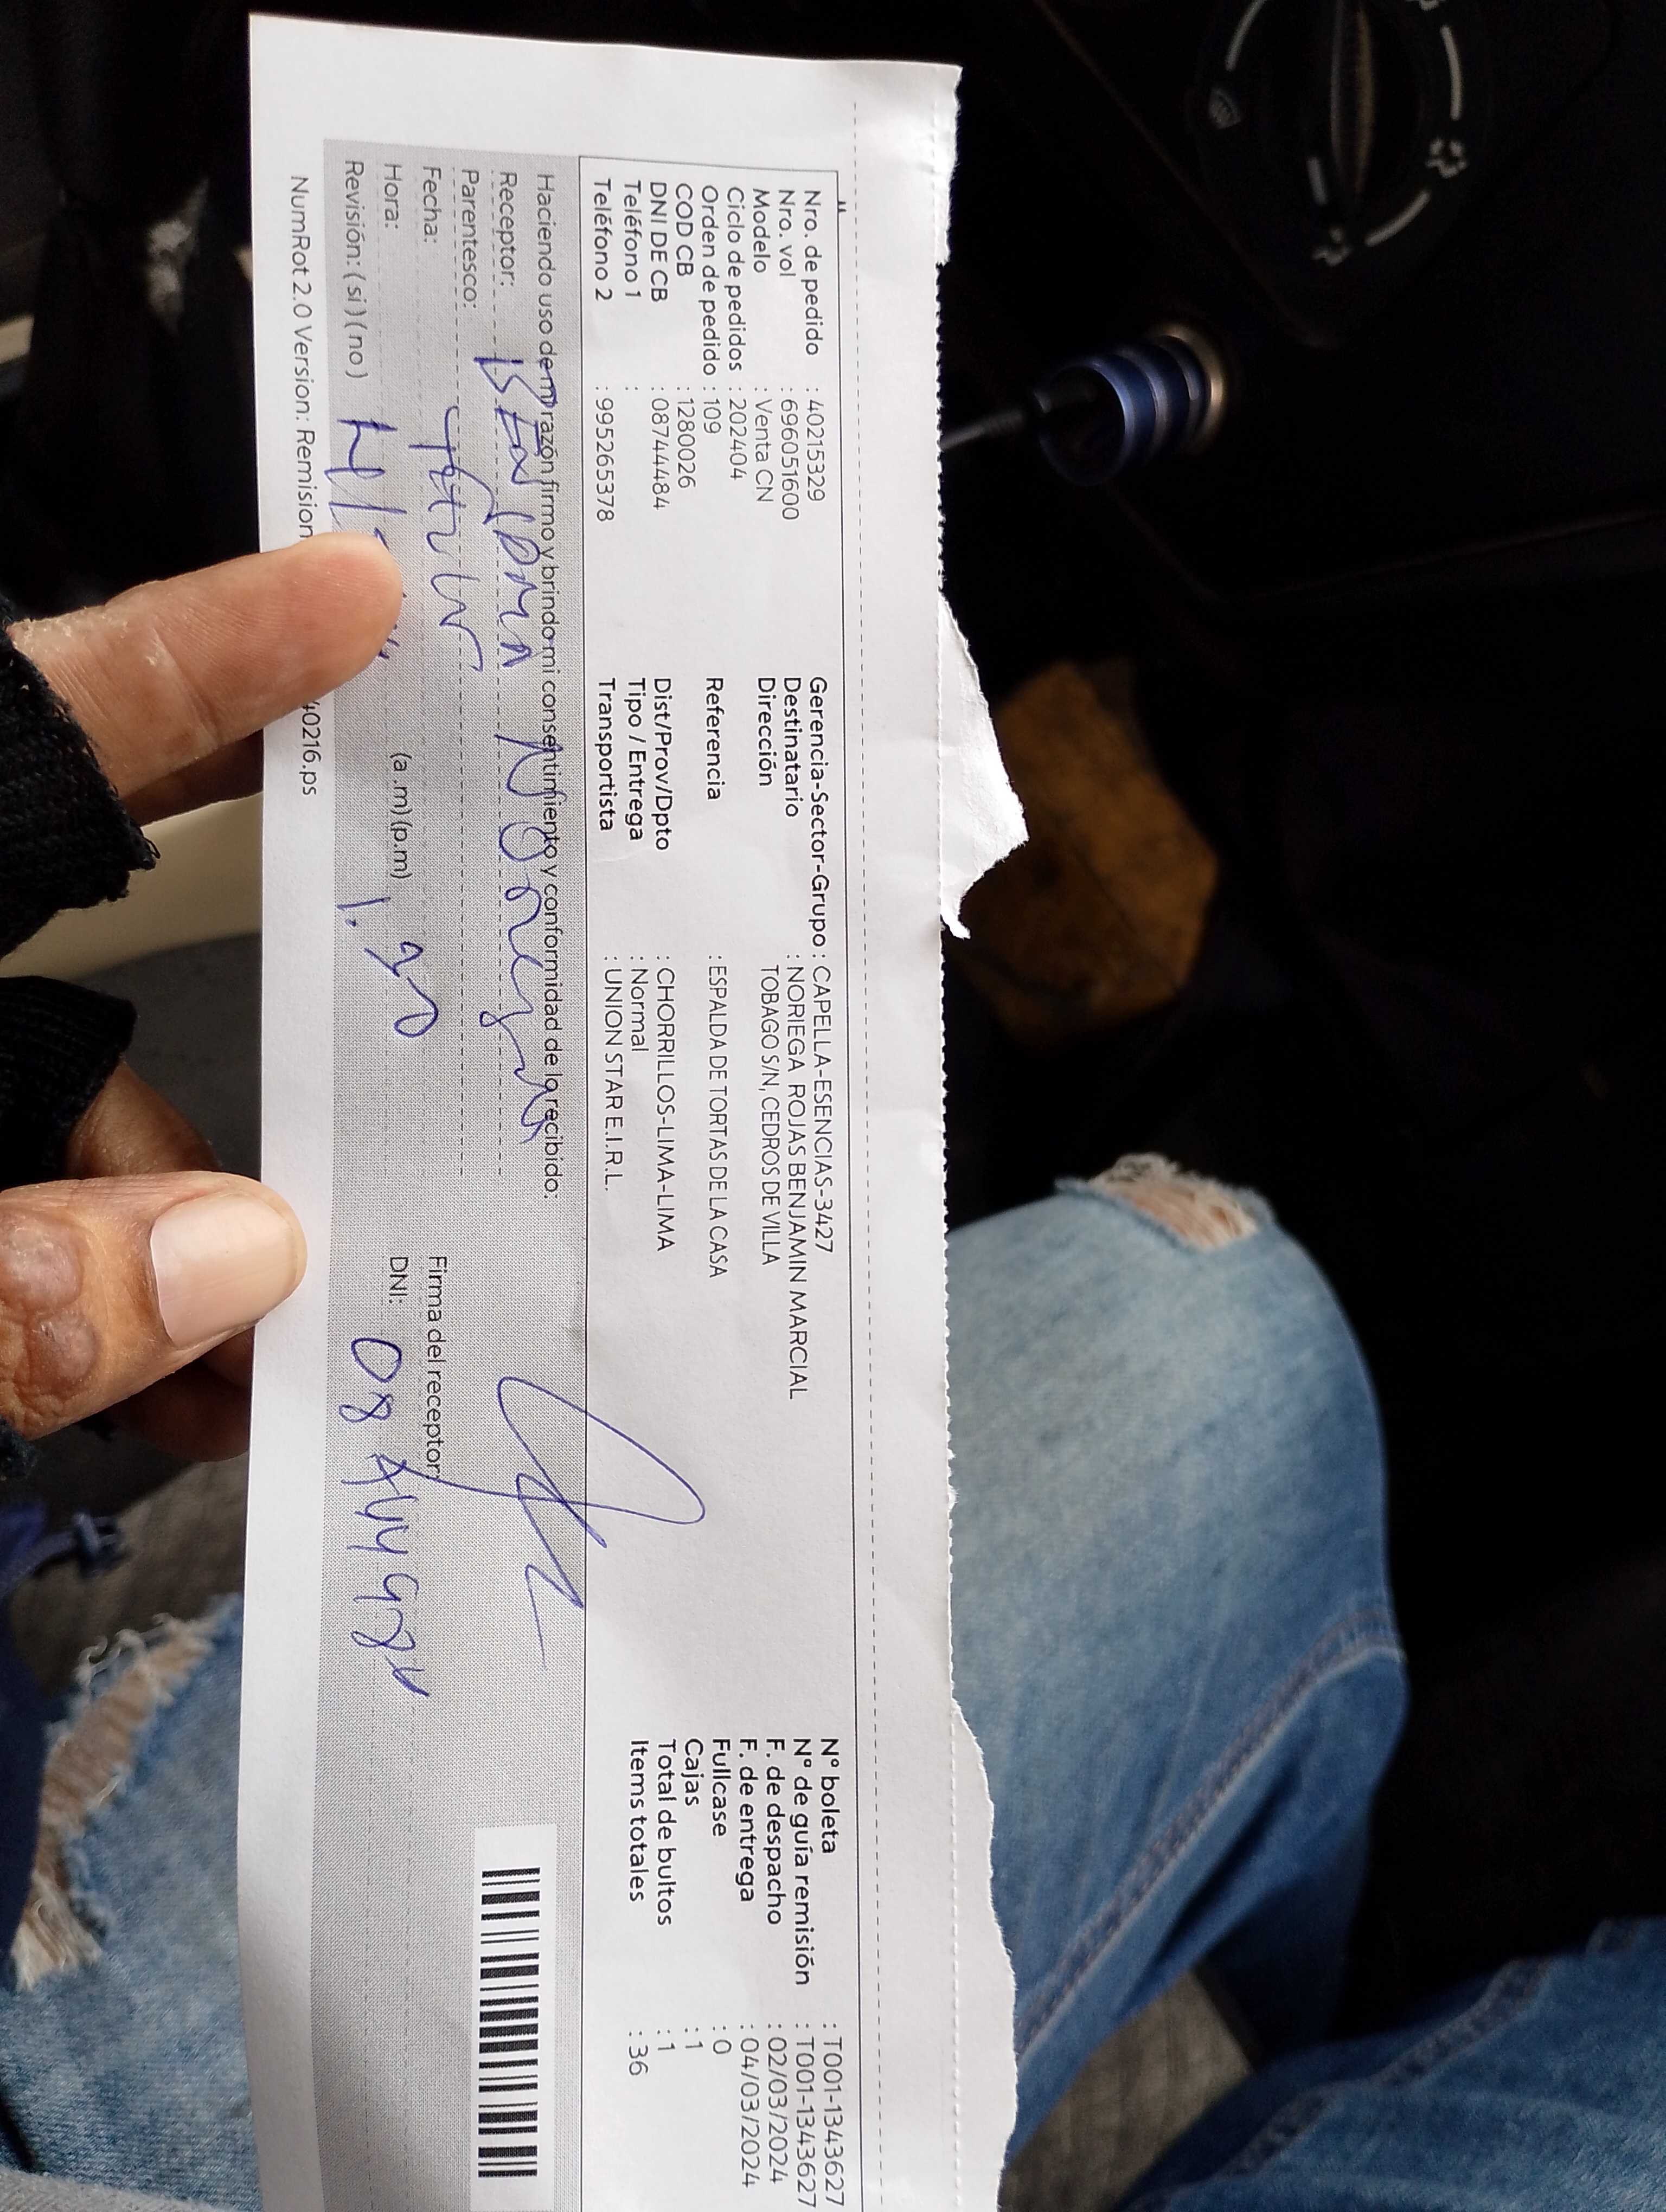 Nro. de pedido : 40215329
Nro. vol : 696051600
Modelo : Venta CN
Ciclo de pedidos : 202404
Orden de pedido : 109
COD CB : 1280026
DNI DE CB : 08744484
Teléfono 1 :
Teléfono 2 : 995265378
Gerencia-Sector-Grupo : CAPELLA-ESENCIAS-3427
Destinatario : NORIEGA ROJAS BENJAMIN MARCIAL
Dirección TOBAGO S/N, CEDROS DE VILLA
Referencia : ESPALDA DE TORTAS DE LA CASA
Dist/Prov/Dpto : CHORRILLOS-LIMA-LIMA
Tipo / Entrega : Normal
Transportista : UNION STAR E.I.R.L.
N° boleta : T001-1343627
N° de guía remisión : T001-1343627
F. de despacho : 02/03/2024
F. de entrega : 04/03/2024
Fullcase : 0
Cajas : 1
Total de bultos : 1
Items totales : 36
Haciendo uso de mi razón firmo y brindo mi consentimiento y conformidad de lo recibido:
Receptor: Noriega
Parentesco: Titular
Fecha:
Hora: (a.m)(p.m)
Revisión: ( si ) ( no )
Firma del receptor
DNI: 08
NumRot 2.0 Version: Remision 40216.ps